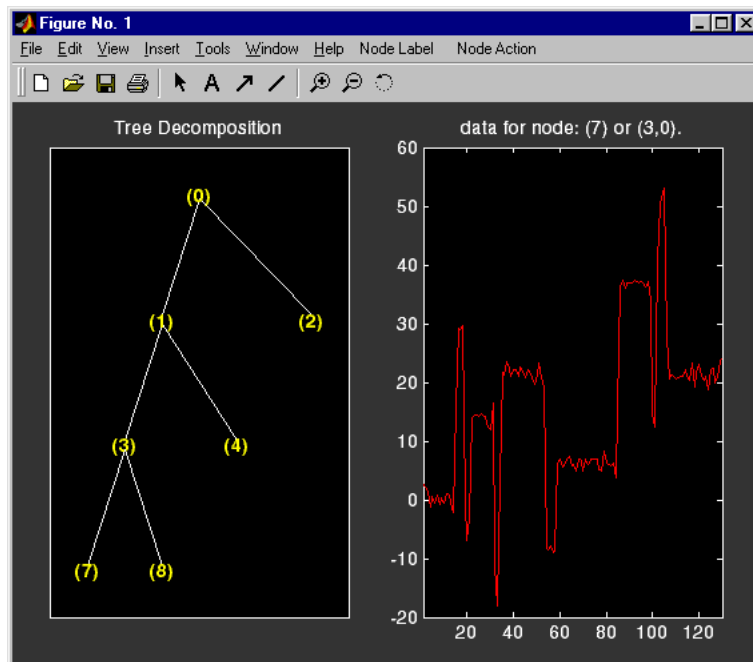 Figure No. 1
File Edit View Insert Tools Window Help Node Label Node Action
A
Tree Decomposition
(0)
(1)
(2)
(3)
(4)
(7)
(8)
data for node: (7) or (3,0).
60
50
40
30
20
10
0
-10
-20
20 40 60 80 100 120